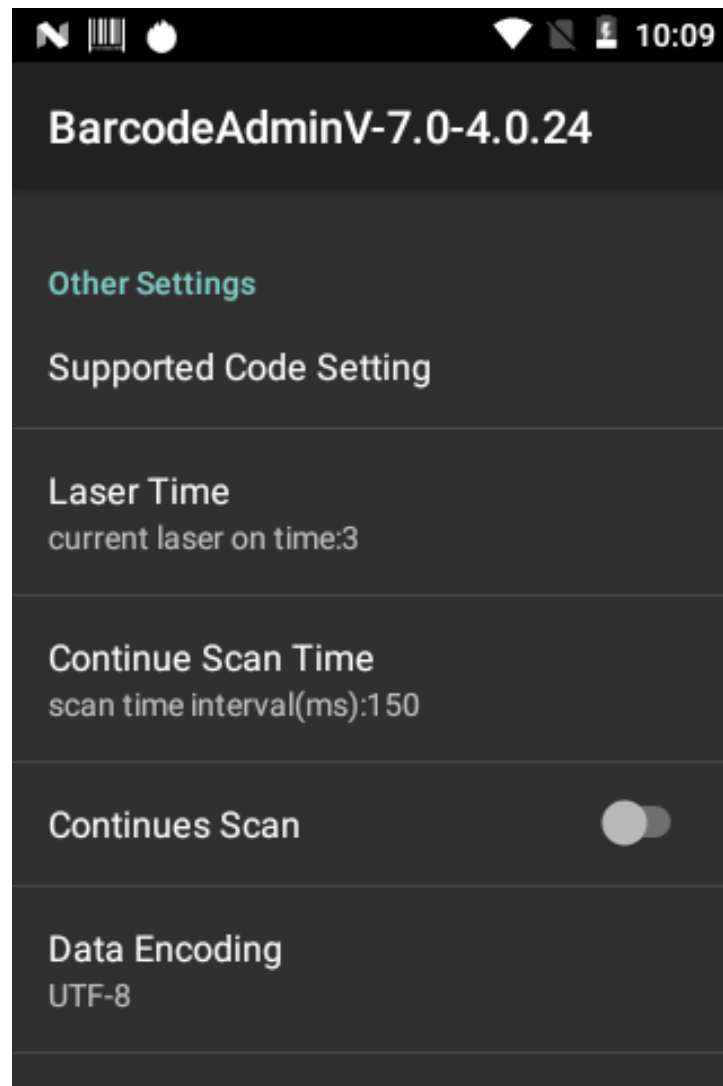 10:09
BarcodeAdminV-7.0-4.0.24
Other Settings
Supported Code Setting
Laser Time
current laser on time:3
Continue Scan Time
scan time interval(ms):150
Continues Scan
Data Encoding
UTF-8